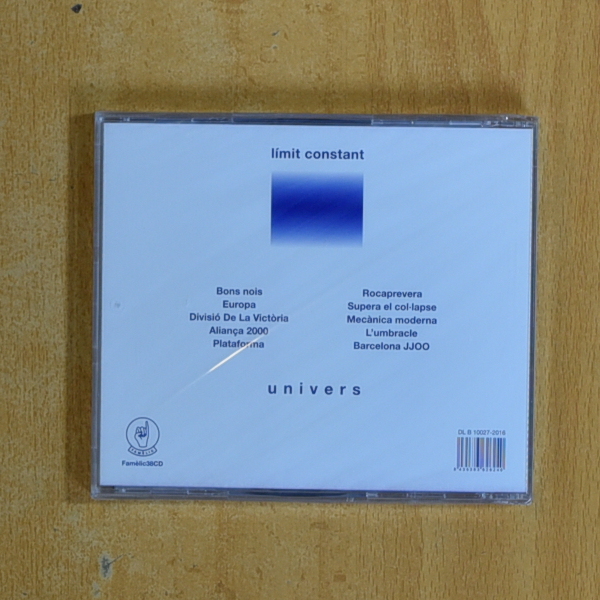 límit constant
Bons nois
Europa
Divisió De La Victòria
Aliança 2000
Plataforma
Rocaprevera
Supera el col·lapse
Mecànica moderna
L'umbracle
Barcelona JJOO
univers
Famèlic38CD
DL B 10027-2016